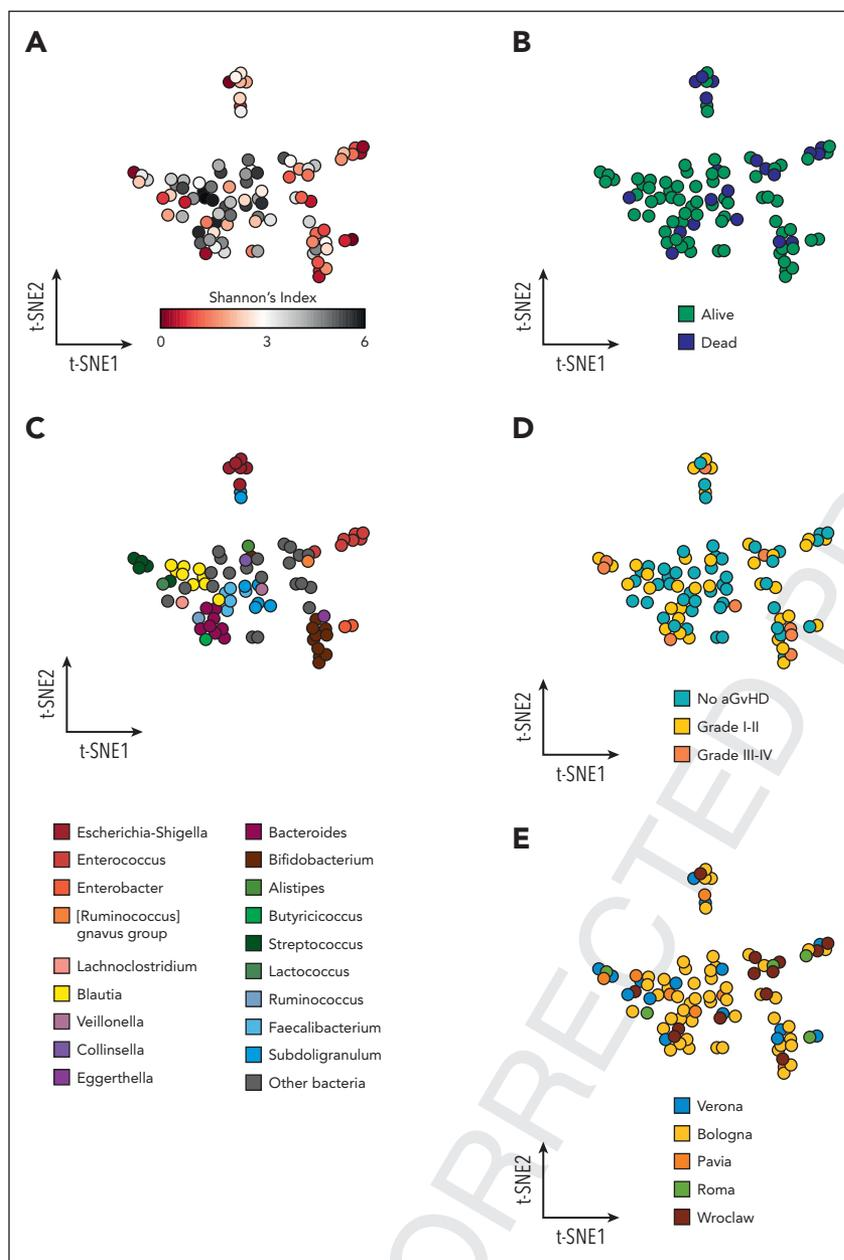 A
t-SNE2
t-SNE1
Shannon's Index
0 3 6
B
t-SNE2
t-SNE1
Alive
Dead
C
t-SNE2
t-SNE1
Escherichia-Shigella
Enterococcus
Enterobacter
[Ruminococcus]
gnavus group
Lachnoclostridium
Blautia
Veillonella
Collinsella
Eggerthella
Bacteroides
Bifidobacterium
Alistipes
Butyricicoccus
Streptococcus
Lactococcus
Ruminococcus
Faecalibacterium
Subdoligranulum
Other bacteria
D
t-SNE2
t-SNE1
No aGvHD
Grade I-II
Grade III-IV
E
t-SNE2
t-SNE1
Verona
Bologna
Pavia
Roma
Wroclaw